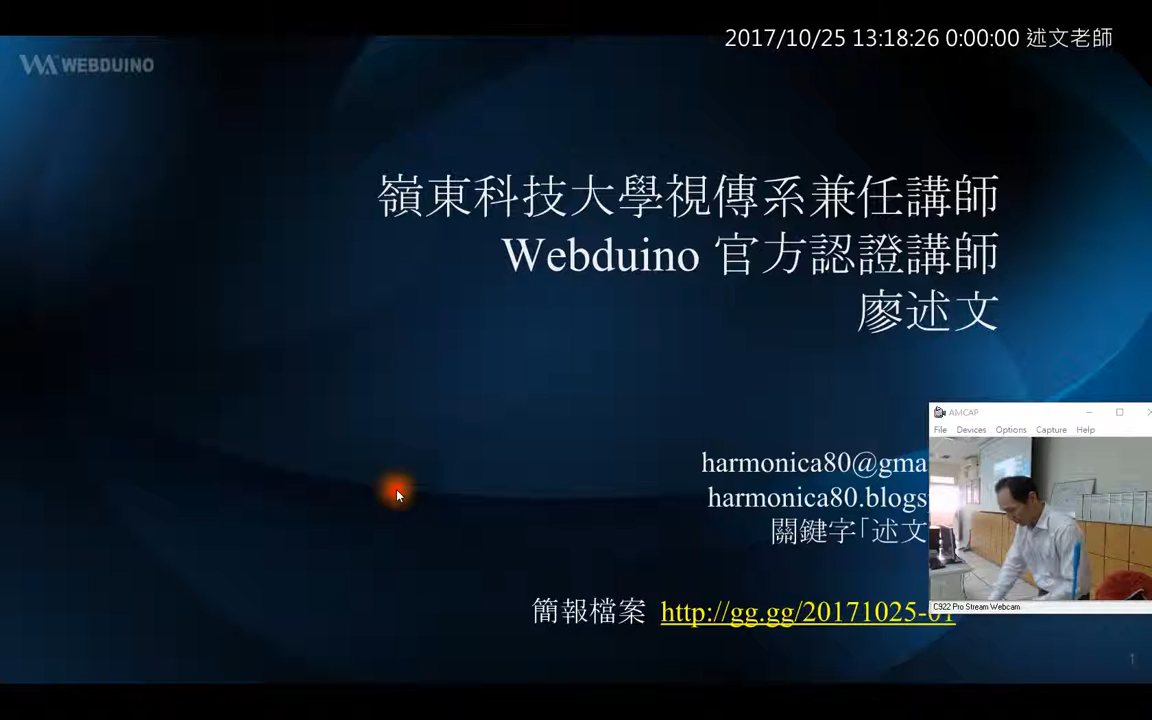 2017/10/25 13:18:26 0:00:00 述文老師
WEBDUINO
嶺東科技大學視傳系兼任講師
Webduino 官方認證講師
廖述文
AMCAP
File Devices Options Capture Help
harmonica80@gma
harmonica80.blogs
關鍵字「述文
C922 Pro Stream Webcam
簡報檔案 http://gg.gg/20171025-01
1